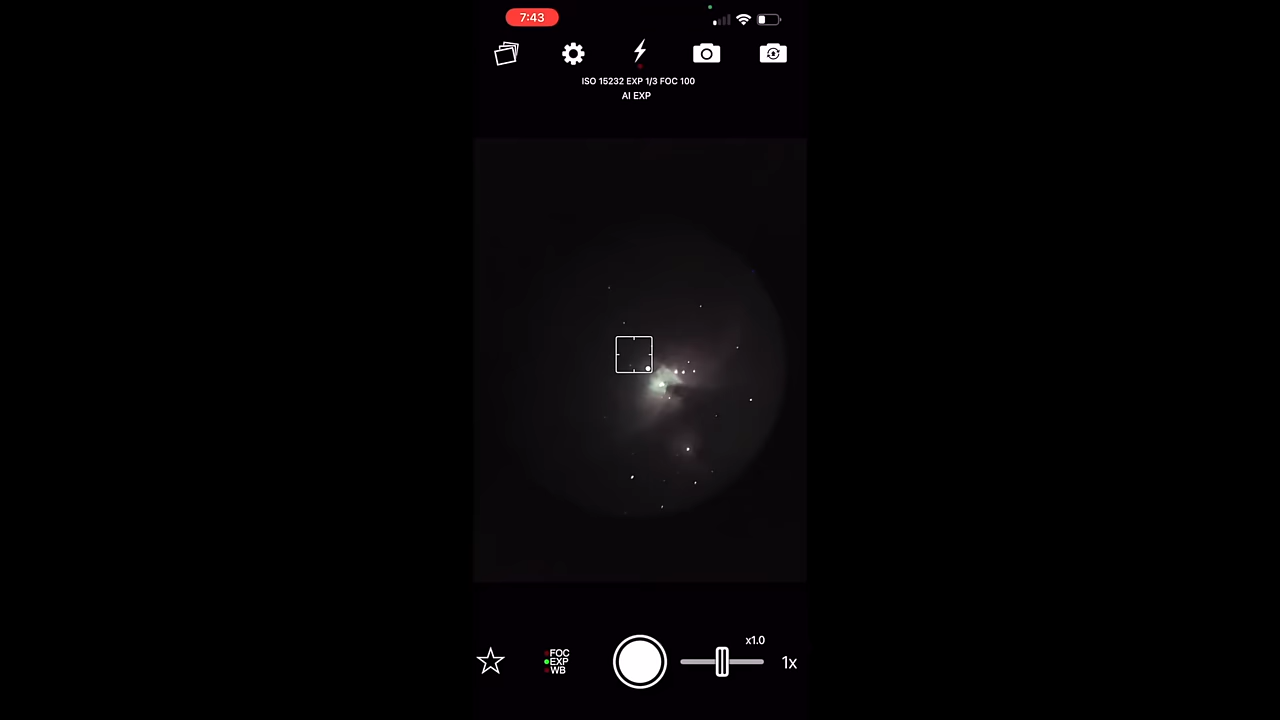 7:43
ISO 15232 EXP 1/3 FOC 100
AI EXP
x1.0
FOC
EXP
WB
1x